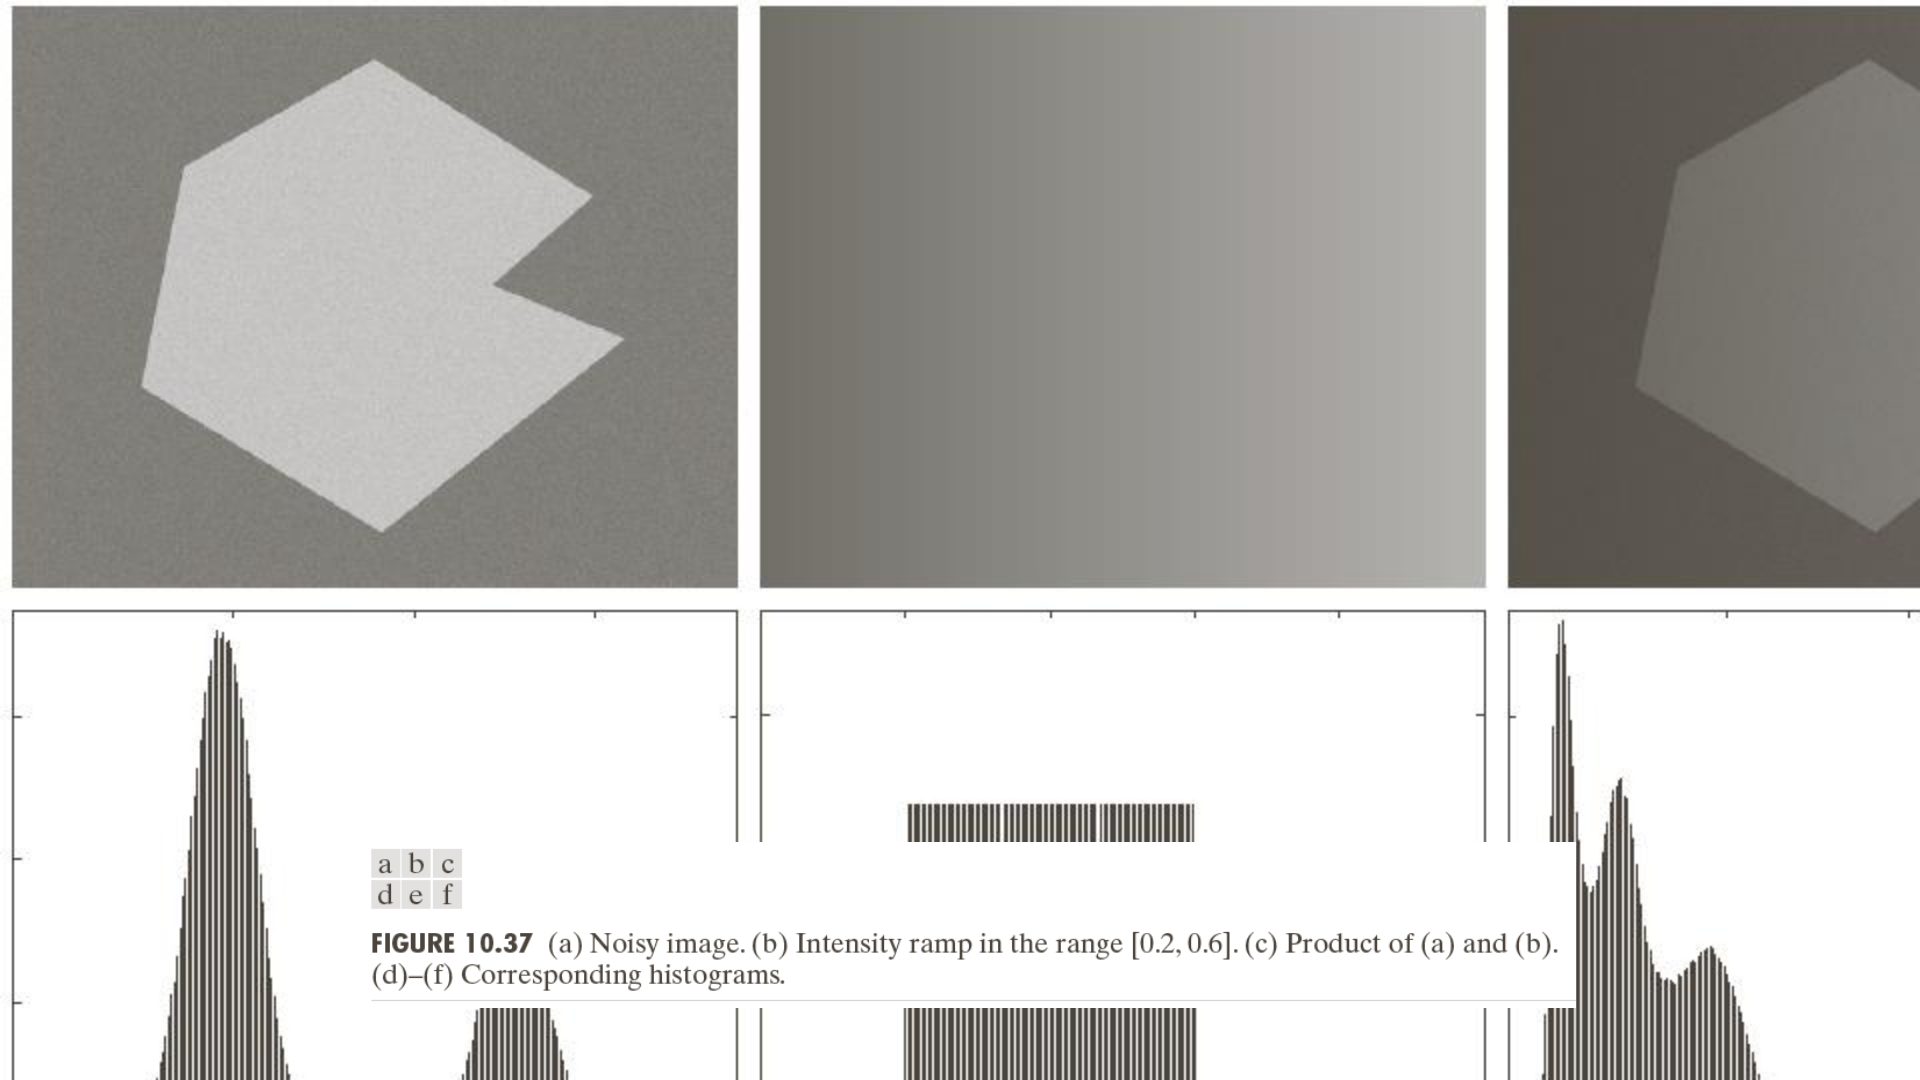 a b c
d e f
FIGURE 10.37 (a) Noisy image. (b) Intensity ramp in the range [0.2, 0.6]. (c) Product of (a) and (b).
(d)–(f) Corresponding histograms.